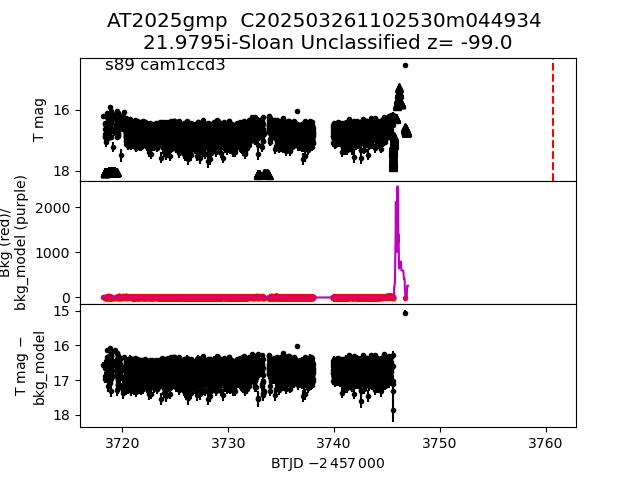 AT2025gmp  C202503261102530m044934
21.9795i-Sloan Unclassified z= -99.0
s89 cam1ccd3
T mag
16
18
Bkg (red)/
bkg_model (purple)
2000
1000
0
T mag −
bkg_model
15
16
17
18
3720 3730 3740 3750 3760
BTJD −2 457 000